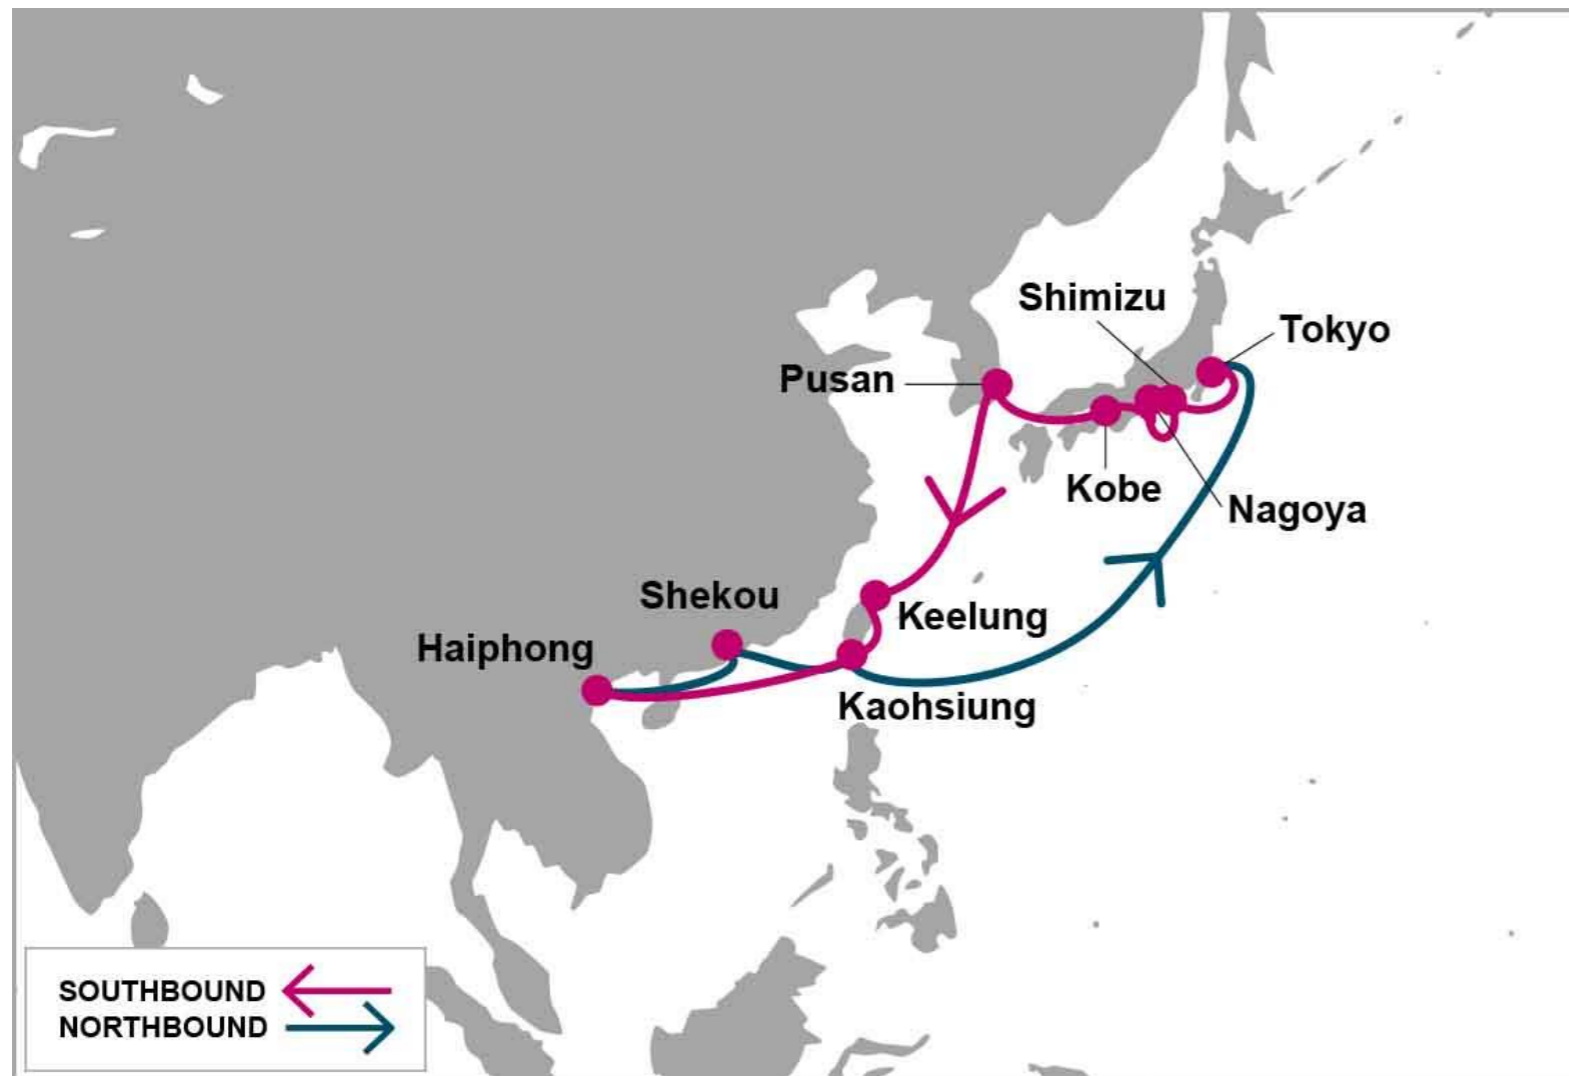 Shimizu
Tokyo
Pusan
Kobe
Nagoya
Shekou
Keelung
Haiphong
Kaohsiung
SOUTHBOUND
NORTHBOUND